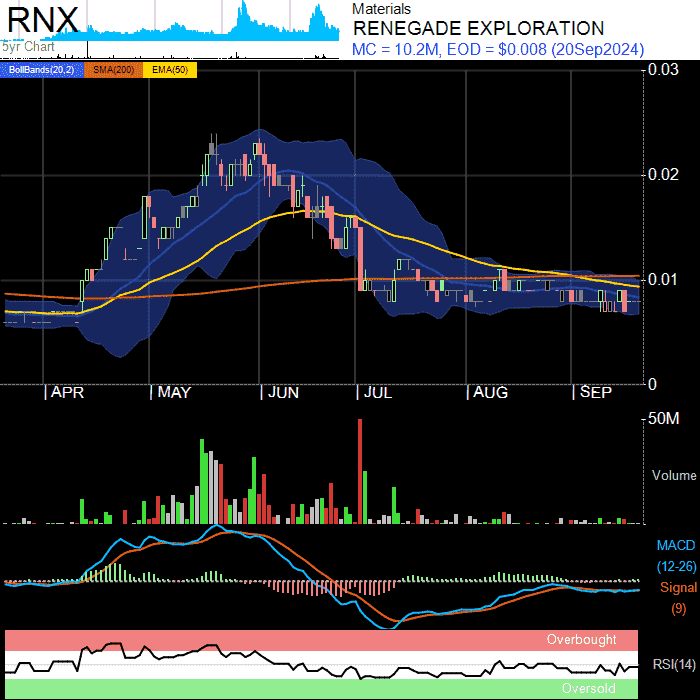 RNX
5yr Chart
Materials
RENEGADE EXPLORATION
MC = 10.2M, EOD = $0.008 (20Sep2024)
BollBands(20,2) SMA(200) EMA(50)
0.03
0.02
0.01
0
APR MAY JUN JUL AUG SEP
50M
Volume
MACD
(12-26)
Signal
(9)
Overbought
RSI(14)
Oversold